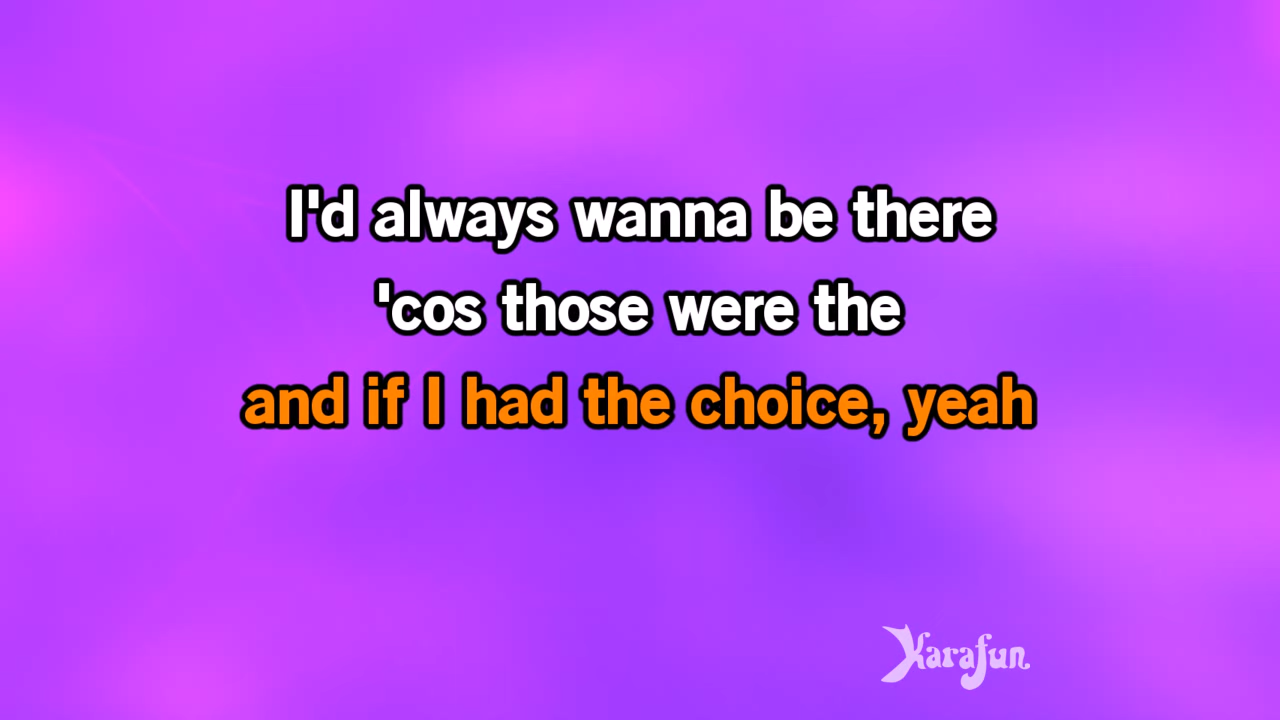 I'd always wanna be there
'cos those were the
and if I had the choice, yeah
Karafun